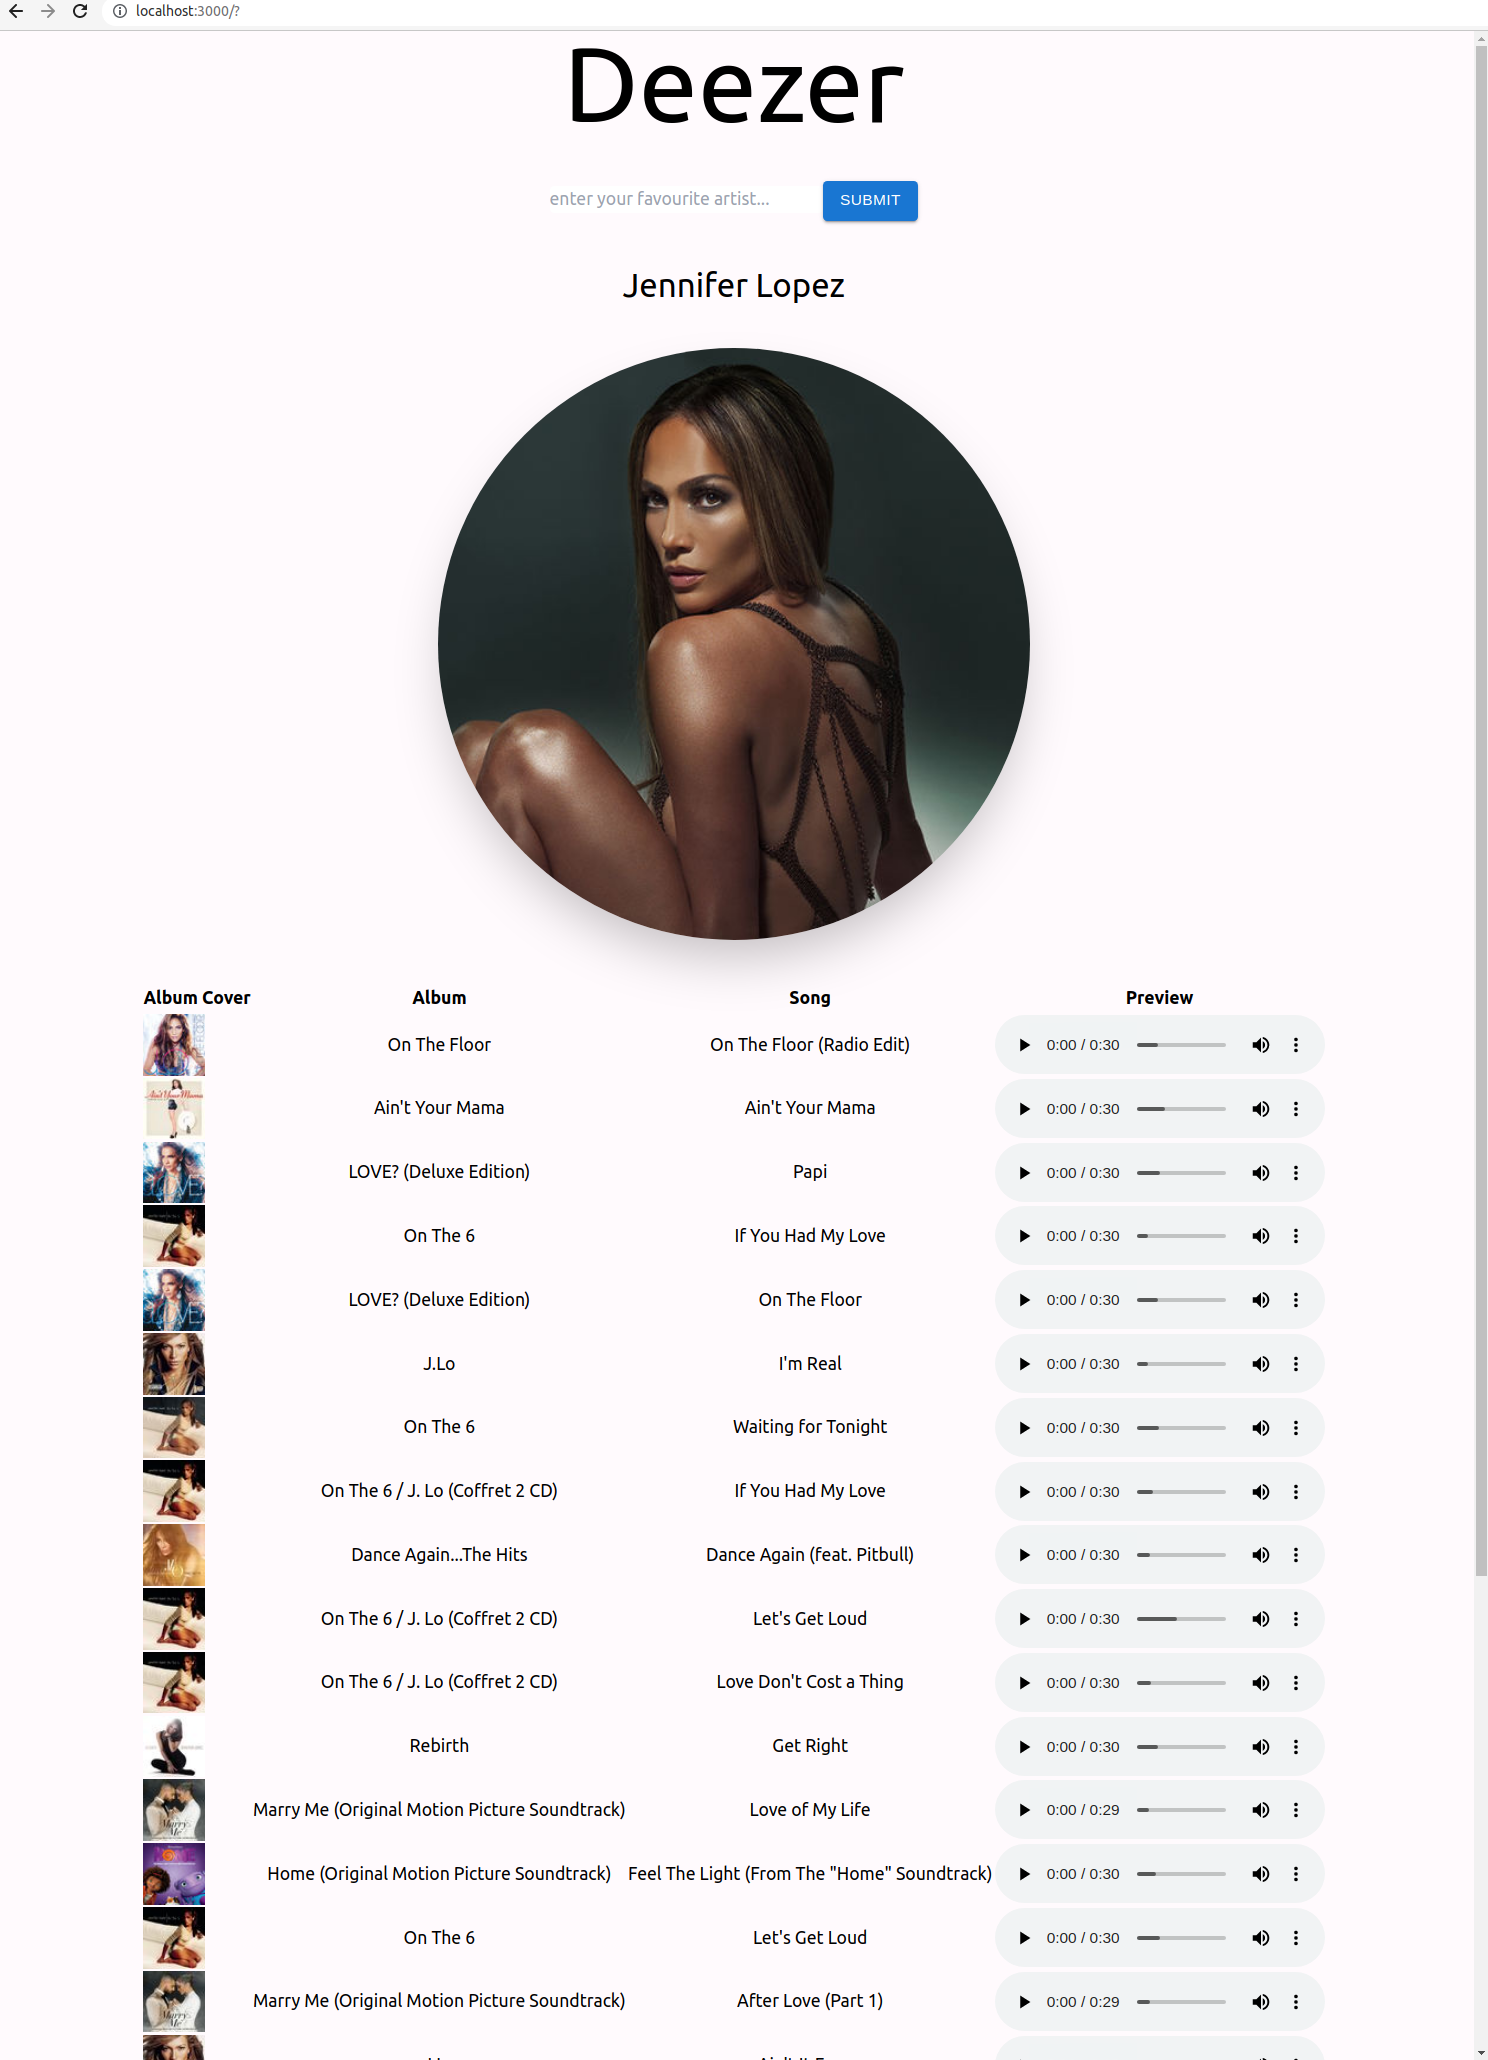 localhost:3000/?
Deezer
enter your favourite artist... SUBMIT
Jennifer Lopez
Album Cover Album Song Preview
On The Floor On The Floor (Radio Edit) 0:00 / 0:30
Ain't Your Mama Ain't Your Mama Ain't Your Mama 0:00 / 0:30
LOVE? (Deluxe Edition) Papi 0:00 / 0:30
On The 6 If You Had My Love 0:00 / 0:30
LOVE? (Deluxe Edition) On The Floor 0:00 / 0:30
J.Lo I'm Real 0:00 / 0:30
On The 6 Waiting for Tonight 0:00 / 0:30
On The 6 / J. Lo (Coffret 2 CD) If You Had My Love 0:00 / 0:30
Dance Again...The Hits Dance Again (feat. Pitbull) 0:00 / 0:30
On The 6 / J. Lo (Coffret 2 CD) Let's Get Loud 0:00 / 0:30
On The 6 / J. Lo (Coffret 2 CD) Love Don't Cost a Thing 0:00 / 0:30
Rebirth Get Right 0:00 / 0:30
Marry Me (Original Motion Picture Soundtrack) Love of My Life 0:00 / 0:29
Home (Original Motion Picture Soundtrack) Feel The Light (From The "Home" Soundtrack) 0:00 / 0:30
On The 6 Let's Get Loud 0:00 / 0:30
Marry Me (Original Motion Picture Soundtrack) After Love (Part 1) 0:00 / 0:29